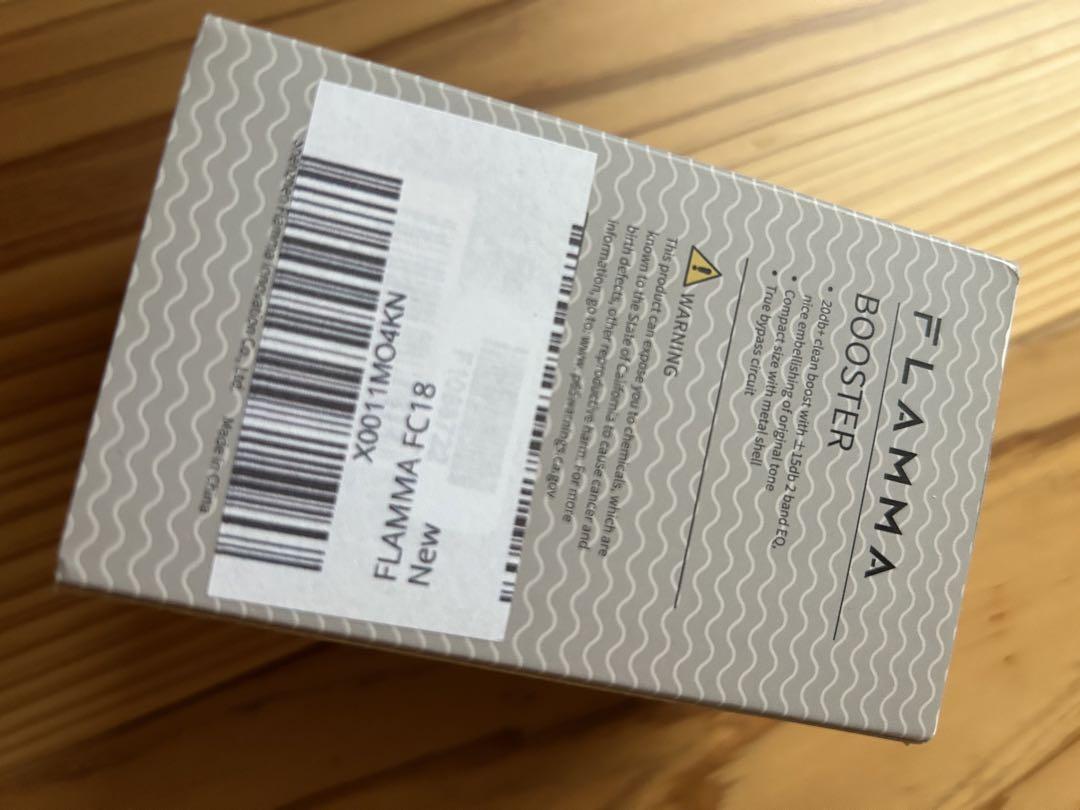 FLAMMA
BOOSTER
• 20db+ clean boost with ±15db 2 band EQ,
nice embellishing of original tone
• Compact size with metal shell
• True bypass circuit
WARNING
This product can expose you to chemicals, which are
known to the State of California to cause cancer and
birth defects, other reproductive harm. For more
information, go to: www.p65warnings.ca.gov
X0011MO4KN
FLAMMA FC18
New
Innovation Co., Ltd. Made in China